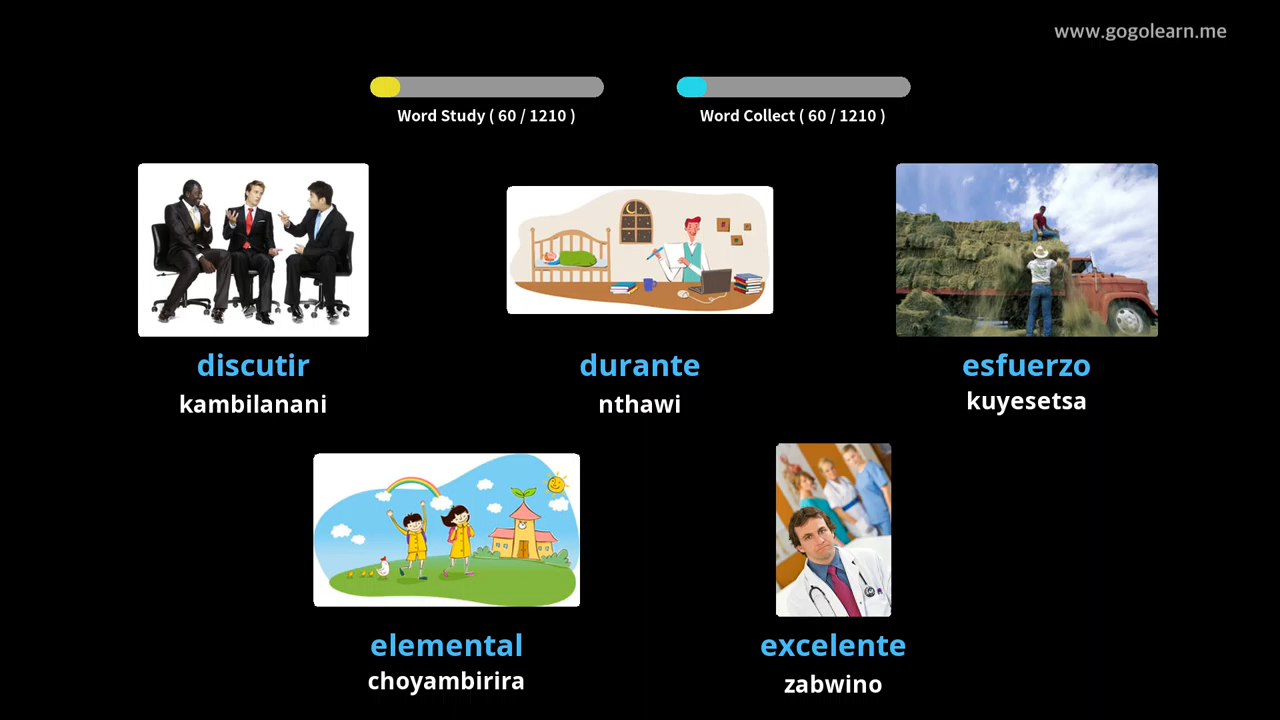 www.gogolearn.me
Word Study ( 60 / 1210 )
Word Collect ( 60 / 1210 )
discutir
kambilanani
durante
nthawi
esfuerzo
kuyesetsa
elemental
choyambirira
excelente
zabwino